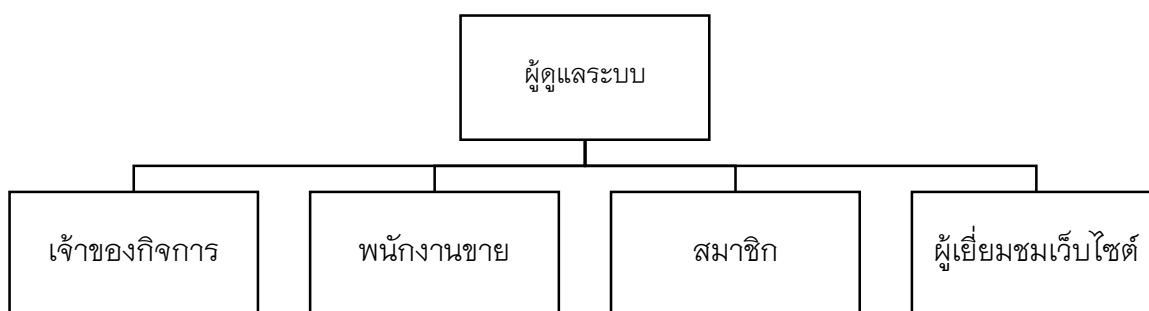 ผู้ดูแลระบบ
เจ้าของกิจการ
พนักงานขาย
สมาชิก
ผู้เยี่ยมชมเว็บไซต์